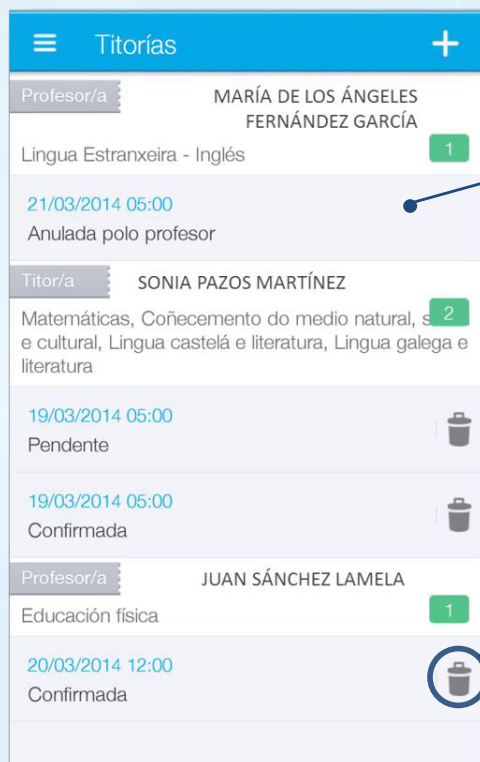 Titorías
Profesor/a
MARÍA DE LOS ÁNGELES
FERNÁNDEZ GARCÍA
Lingua Estranxeira - Inglés
1
21/03/2014 05:00
Anulada polo profesor
Titor/a
SONIA PAZOS MARTÍNEZ
2
Matemáticas, Coñecemento do medio natural,
e cultural, Lingua castelá e literatura, Lingua galega e
literatura
19/03/2014 05:00
Pendente
19/03/2014 05:00
Confirmada
Profesor/a
JUAN SÁNCHEZ LAMELA
Educación física
1
20/03/2014 12:00
Confirmada